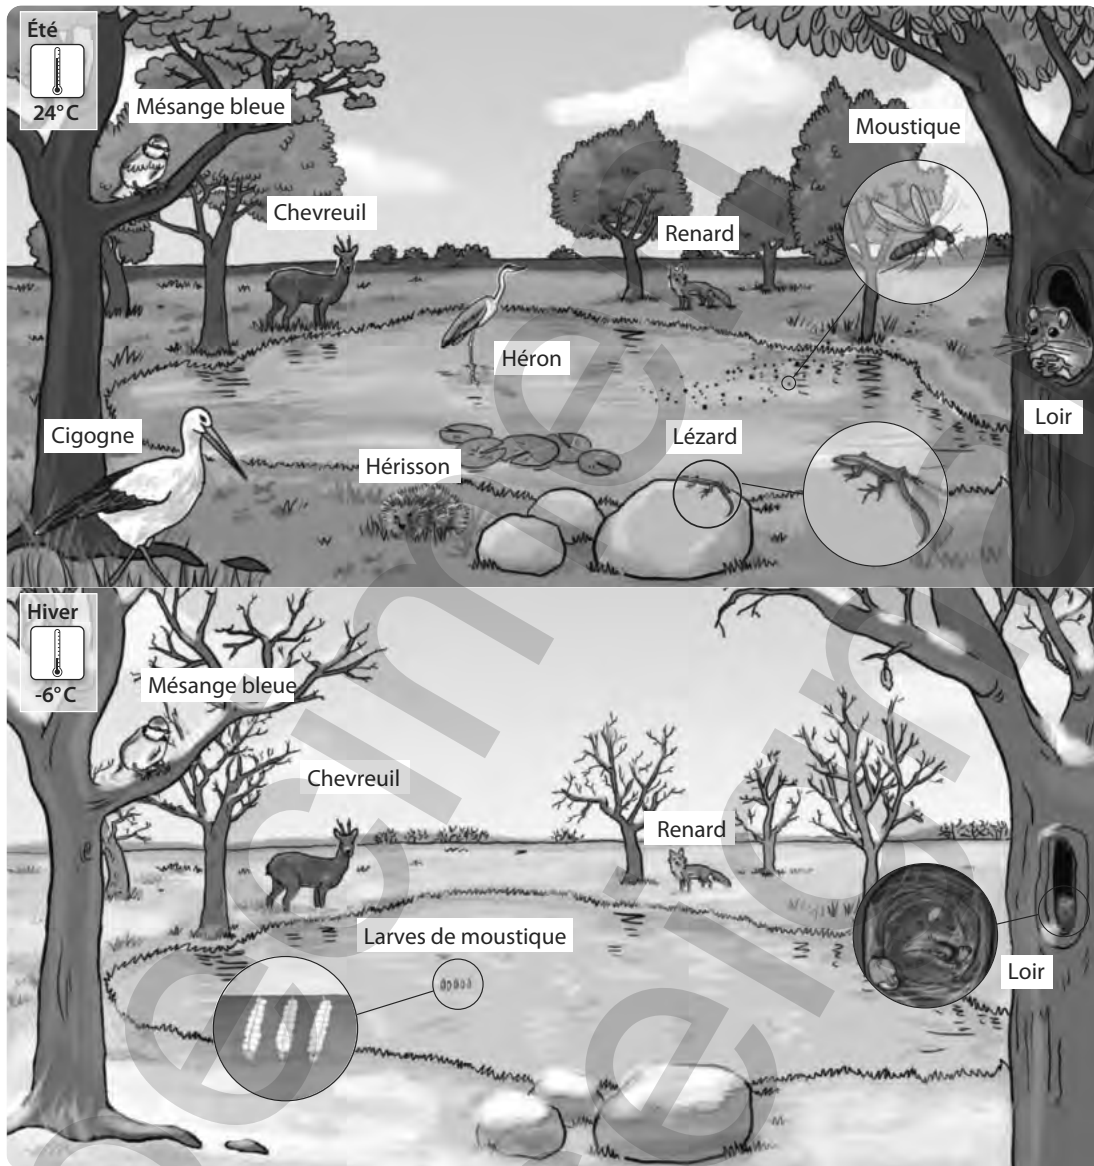 Été
24°C
Mésange bleue
Moustique
Chevreuil
Renard
Héron
Loir
Cigogne
Lézard
Hérisson
Hiver
-6°C
Mésange bleue
Chevreuil
Renard
Larves de moustique
Loir